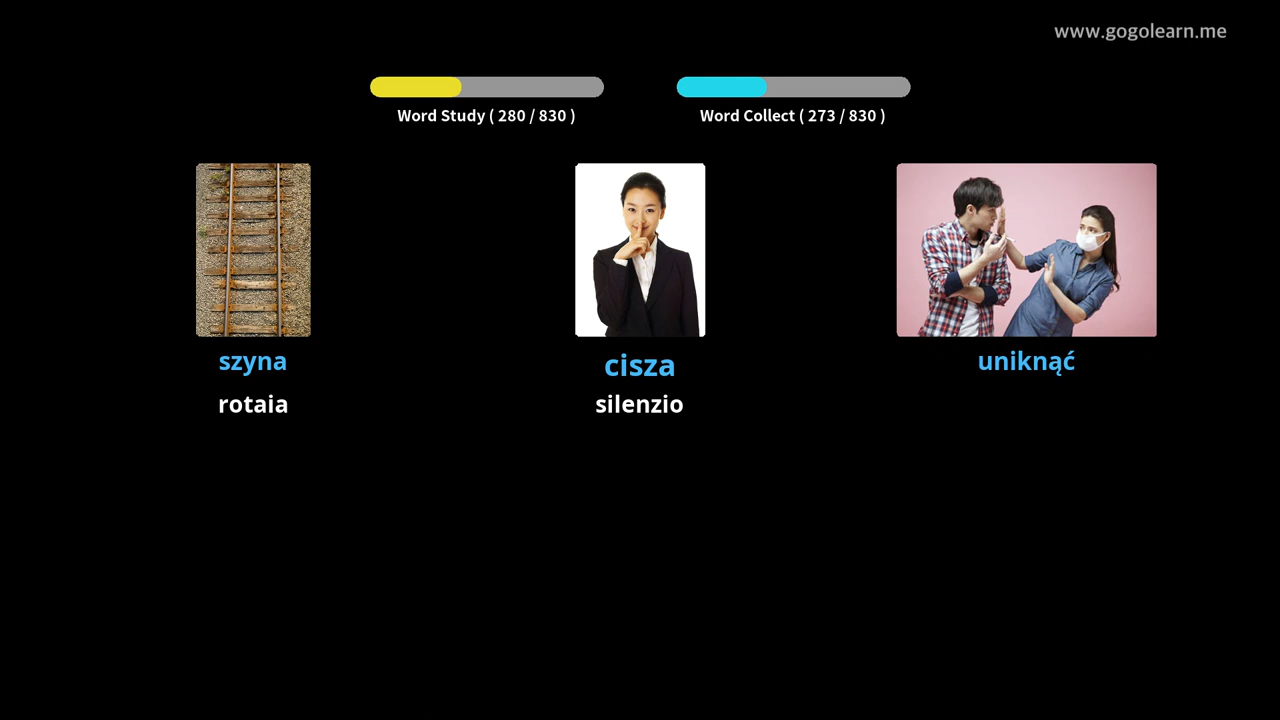 www.gogolearn.me
Word Study ( 280 / 830 )
Word Collect ( 273 / 830 )
szyna
cisza
uniknąć
rotaia
silenzio